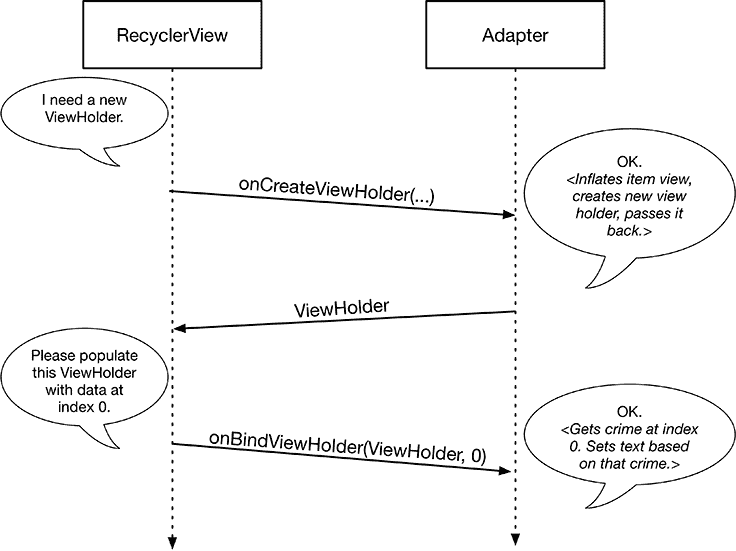 RecyclerView
Adapter
I need a new
ViewHolder.
onCreateViewHolder(...)
OK.
<Inflates item view,
creates new view
holder, passes it
back.>
ViewHolder
Please populate
this ViewHolder
with data at
index 0.
onBindViewHolder(ViewHolder, 0)
OK.
<Gets crime at index
0. Sets text based
on that crime.>